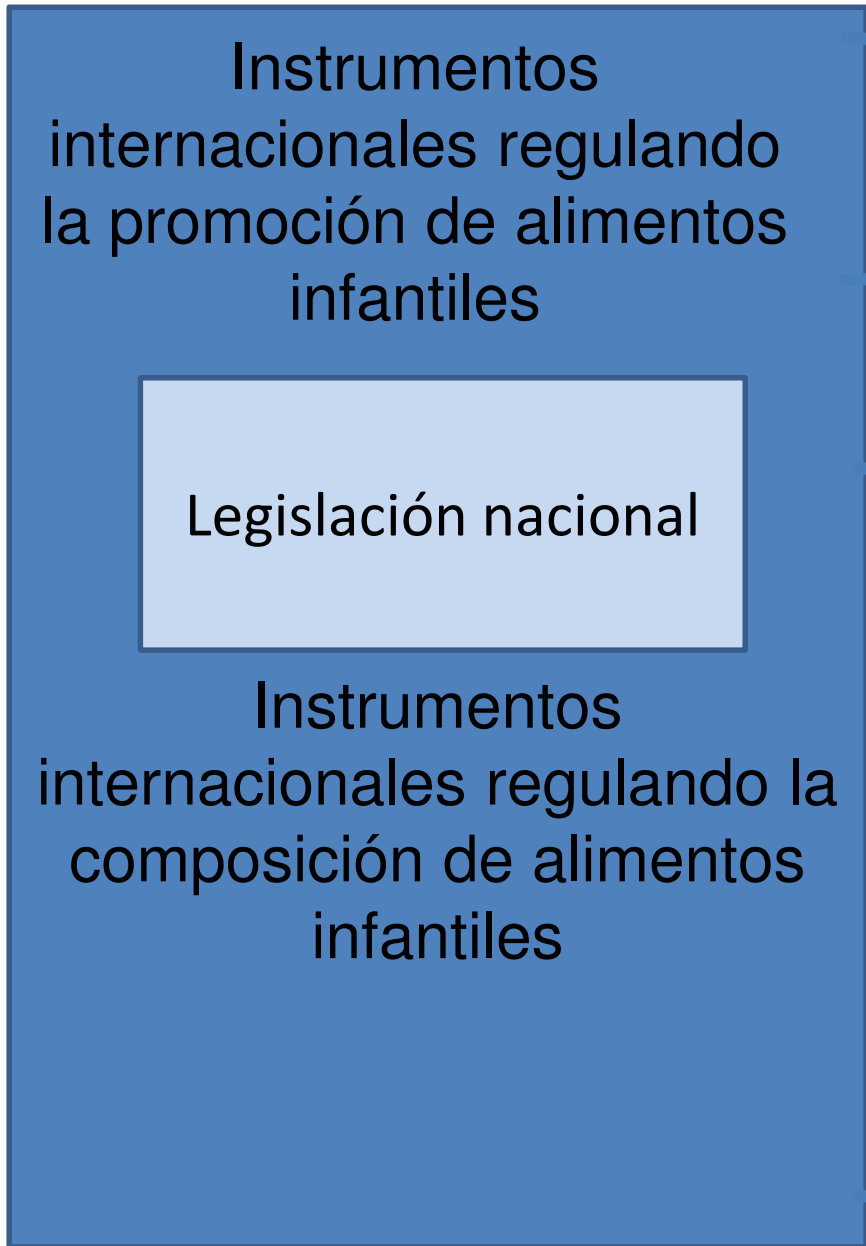 Instrumentos
internacionales regulando
la promoción de alimentos
infantiles
Legislación nacional
Instrumentos
internacionales regulando la
composición de alimentos
infantiles